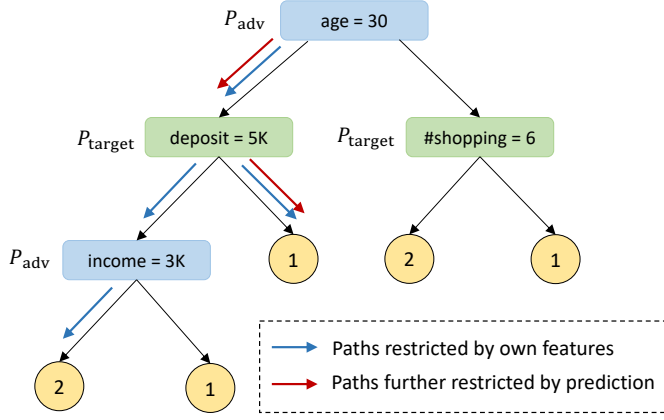 P_adv age = 30
P_target deposit = 5K P_target #shopping = 6
P_adv income = 3K 1 2 1
2 1
Paths restricted by own features
Paths further restricted by prediction